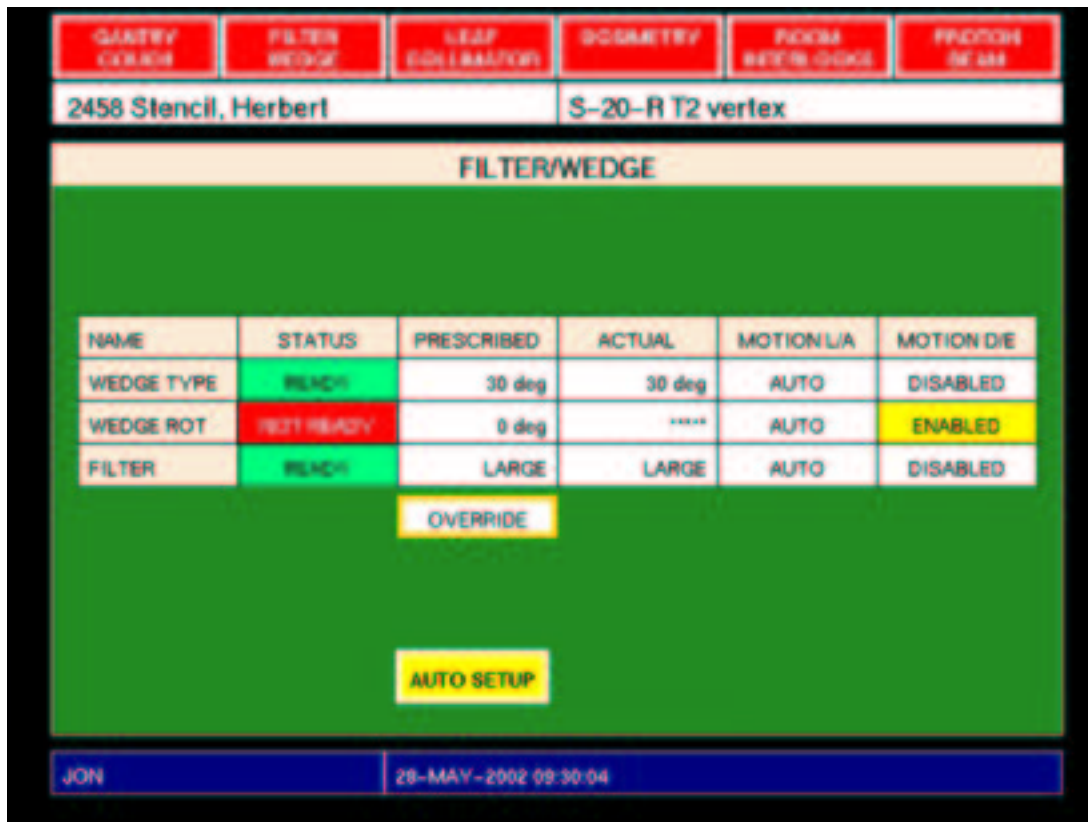 GANTRY FILTER LEAF DOSIMETRY ROOM PROTON
COUCH WEDGE COLLIMATOR INTERLOCKS BEAM
2458 Stencil, Herbert S-20-R T2 vertex
FILTER/WEDGE
NAME STATUS PRESCRIBED ACTUAL MOTION L/A MOTION D/E
WEDGE TYPE READY 30 deg 30 deg AUTO DISABLED
WEDGE ROT NOT READY 0 deg ***** AUTO ENABLED
FILTER READY LARGE LARGE AUTO DISABLED
OVERRIDE
AUTO SETUP
JON 28-MAY-2002 09:30:04